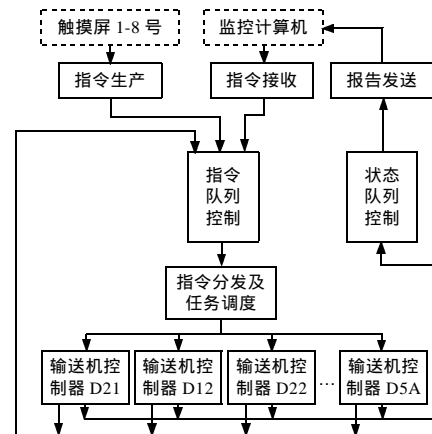 触摸屏 1-8 号
监控计算机
指令生产
指令接收
报告发送
指令
队列
控制
状态
队列
控制
指令分发及
任务调度
输送机控
制器 D21
输送机控
制器 D12
输送机控
制器 D22
…
输送机控
制器 D5A